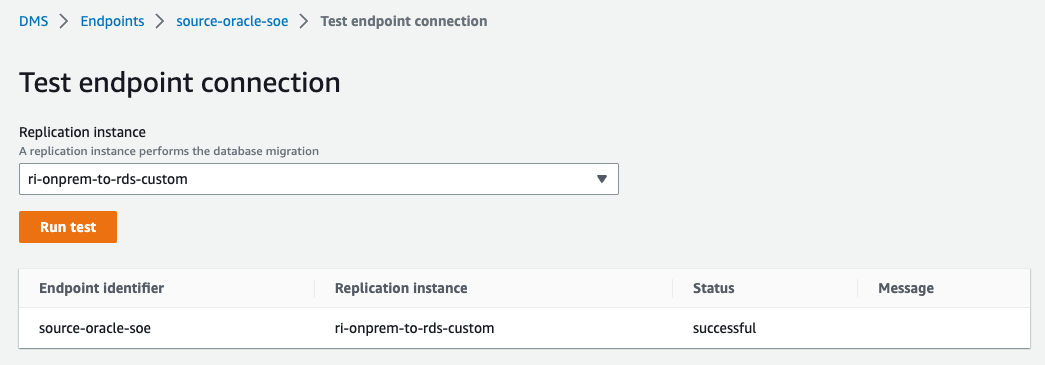 DMS > Endpoints > source-oracle-soe > Test endpoint connection
Test endpoint connection
Replication instance
A replication instance performs the database migration
ri-onprem-to-rds-custom
Run test
Endpoint identifier Replication instance Status Message
source-oracle-soe ri-onprem-to-rds-custom successful